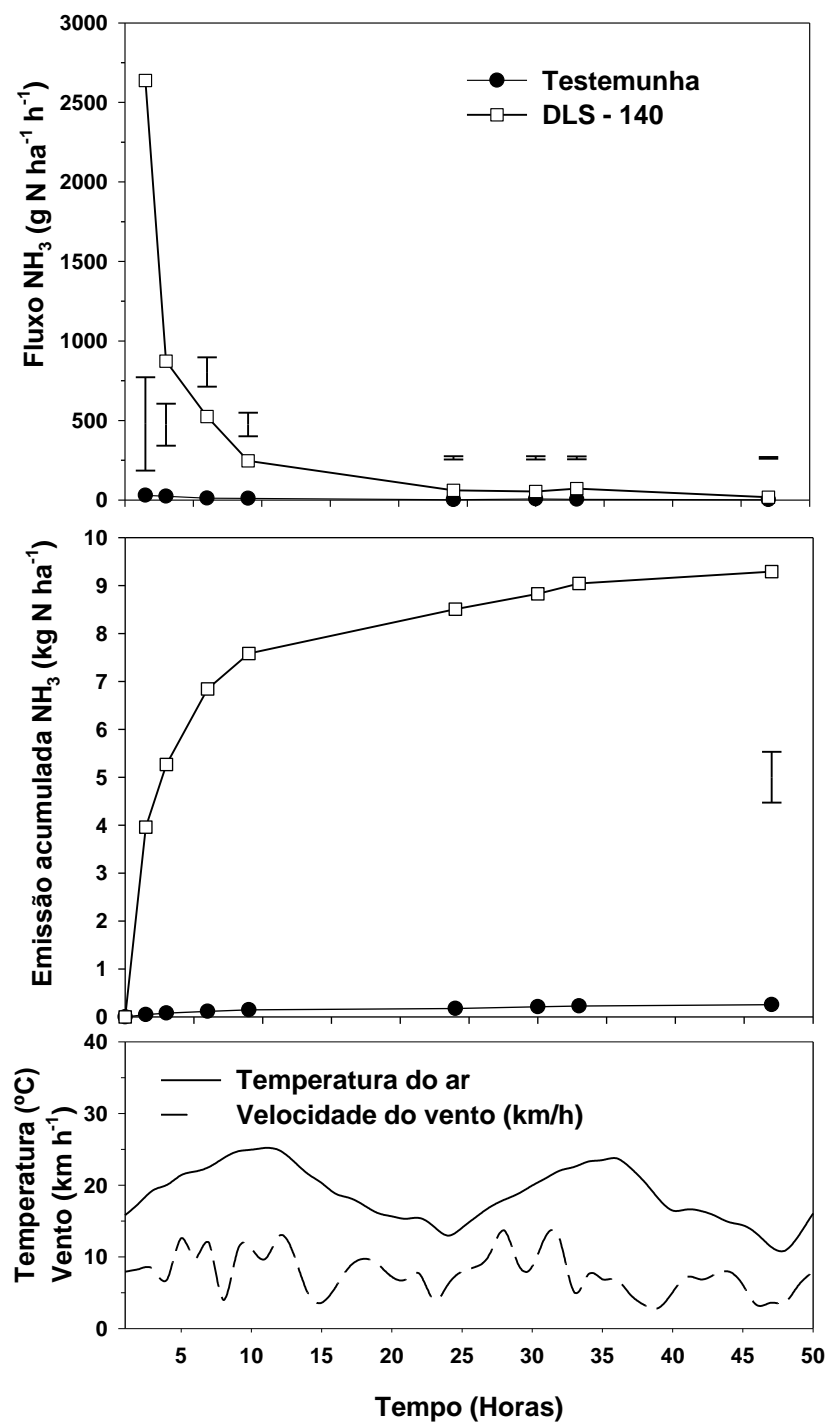 Fluxo NH₃ (g N ha⁻¹ h⁻¹)
3000
2500
2000
1500
1000
500
0
Testemunha
DLS - 140
Emissão acumulada NH₃ (kg N ha⁻¹)
10
9
8
7
6
5
4
3
2
1
0
Temperatura (ºC)
Vento (km h⁻¹)
40
30
20
10
0
Temperatura do ar
Velocidade do vento (km/h)
5 10 15 20 25 30 35 40 45 50
Tempo (Horas)